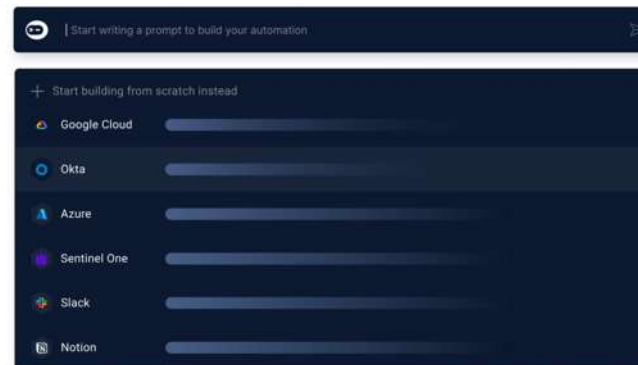 Start writing a prompt to build your automation
Start building from scratch instead
Google Cloud
Okta
Azure
Sentinel One
Slack
Notion